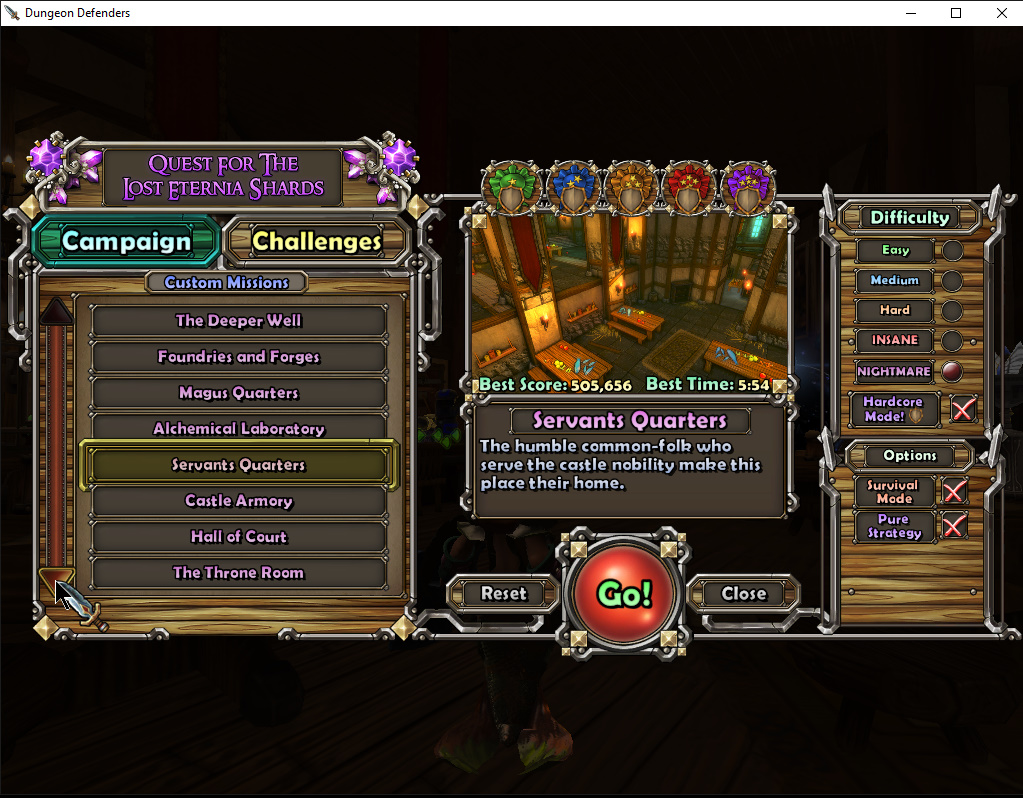 Dungeon Defenders
Quest for The
Lost Eternia Shards
Campaign
Challenges
Custom Missions
The Deeper Well
Foundries and Forges
Magus Quarters
Alchemical Laboratory
Servants Quarters
Castle Armory
Hall of Court
The Throne Room
Best Score: 505,656 Best Time: 5:54
Servants Quarters
The humble common-folk who
serve the castle nobility make this
place their home.
Reset
Go!
Close
Difficulty
Easy
Medium
Hard
INSANE
NIGHTMARE
Hardcore
Mode!
Options
Survival
Mode
Pure
Strategy